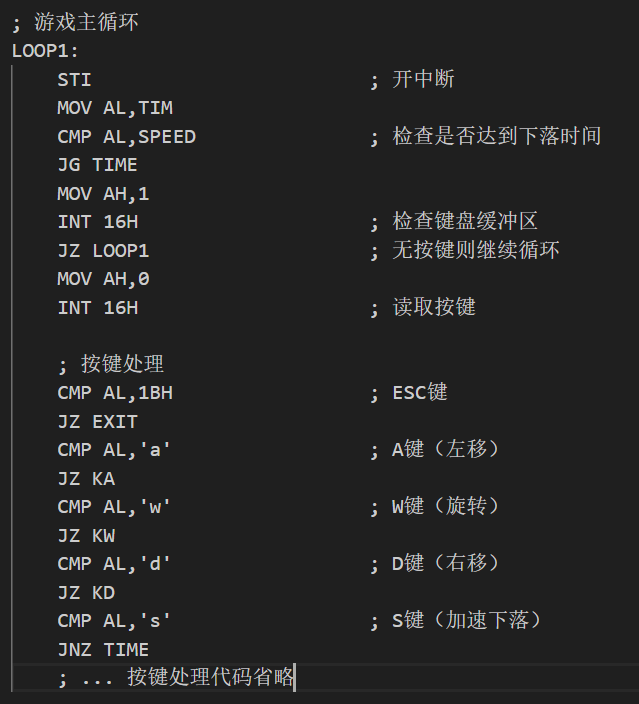 ; 游戏主循环
LOOP1:
    STI                        ; 开中断
    MOV AL,TIM
    CMP AL,SPEED               ; 检查是否达到下落时间
    JG TIME
    MOV AH,1
    INT 16H                    ; 检查键盘缓冲区
    JZ LOOP1                   ; 无按键则继续循环
    MOV AH,0
    INT 16H                    ; 读取按键

    ; 按键处理
    CMP AL,1BH                 ; ESC键
    JZ EXIT
    CMP AL,'a'                 ; A键（左移）
    JZ KA
    CMP AL,'w'                 ; W键（旋转）
    JZ KW
    CMP AL,'d'                 ; D键（右移）
    JZ KD
    CMP AL,'s'                 ; S键（加速下落）
    JNZ TIME
    ; ... 按键处理代码省略